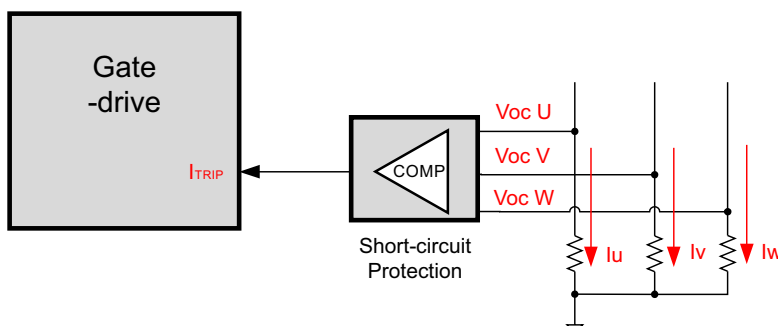 Gate
-drive
ITRIP
COMP
Voc U
Voc V
Voc W
Short-circuit
Protection
Iu
Iv
Iw